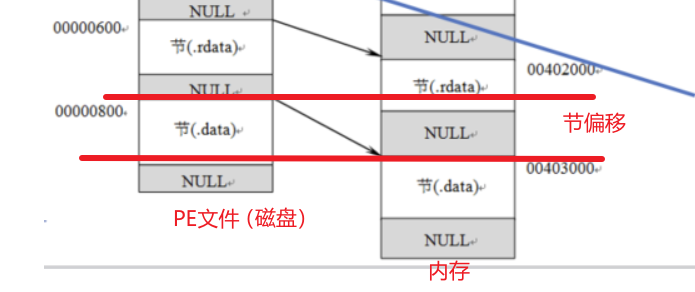 NULL
00000600
节(.rdata)
NULL
00000800
节(.data)
NULL
PE文件（磁盘）
NULL
00402000
节(.rdata)
节偏移
NULL
00403000
节(.data)
NULL
内存